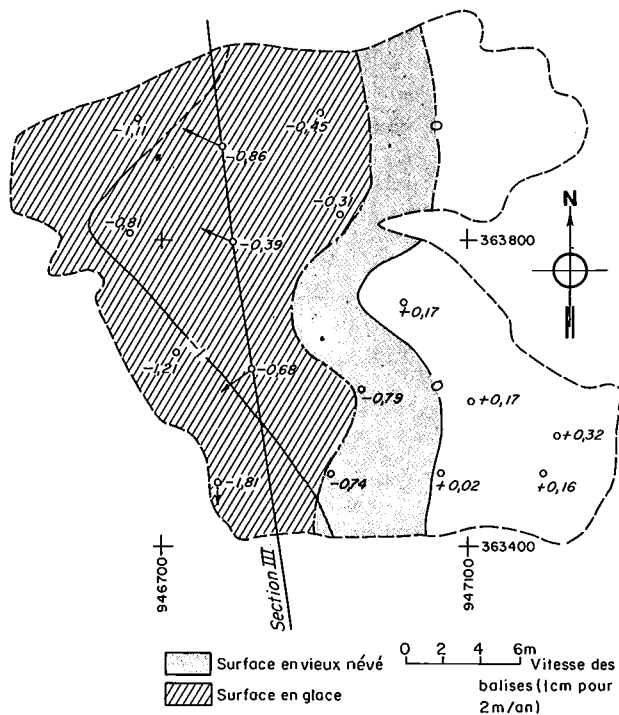 -1,11
-0,45
-0,86
0
-0,31
N
-0,81
-0,39
363800
+0,17
-1,21
-0,68
-0,79
0
+0,17
+0,32
-1,81
-0,74
+0,02
+0,16
363400
946700
Section III
947100
Surface en vieux névé
Surface en glace
0 2 4 6m
Vitesse des
balises (1cm pour
2m/an)